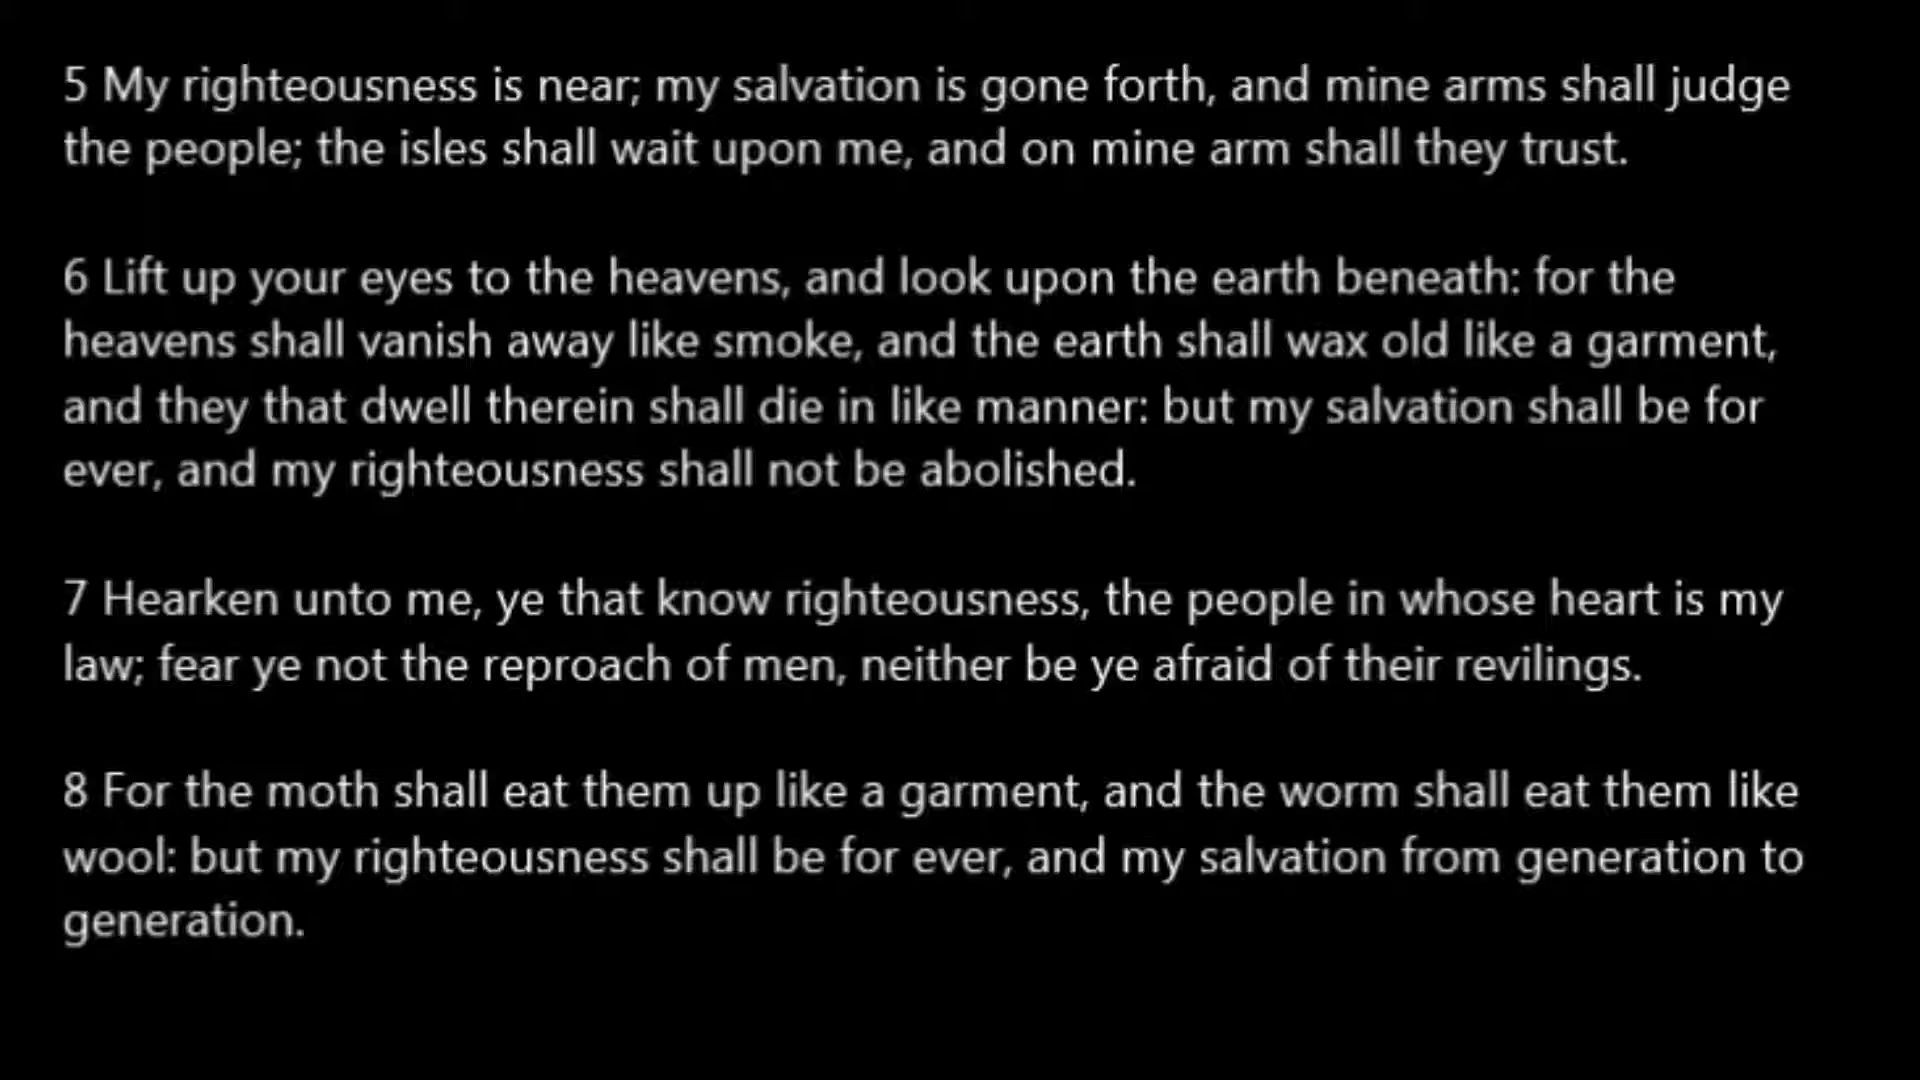 5 My righteousness is near; my salvation is gone forth, and mine arms shall judge
the people; the isles shall wait upon me, and on mine arm shall they trust.
6 Lift up your eyes to the heavens, and look upon the earth beneath: for the
heavens shall vanish away like smoke, and the earth shall wax old like a garment,
and they that dwell therein shall die in like manner: but my salvation shall be for
ever, and my righteousness shall not be abolished.
7 Hearken unto me, ye that know righteousness, the people in whose heart is my
law; fear ye not the reproach of men, neither be ye afraid of their revilings.
8 For the moth shall eat them up like a garment, and the worm shall eat them like
wool: but my righteousness shall be for ever, and my salvation from generation to
generation.